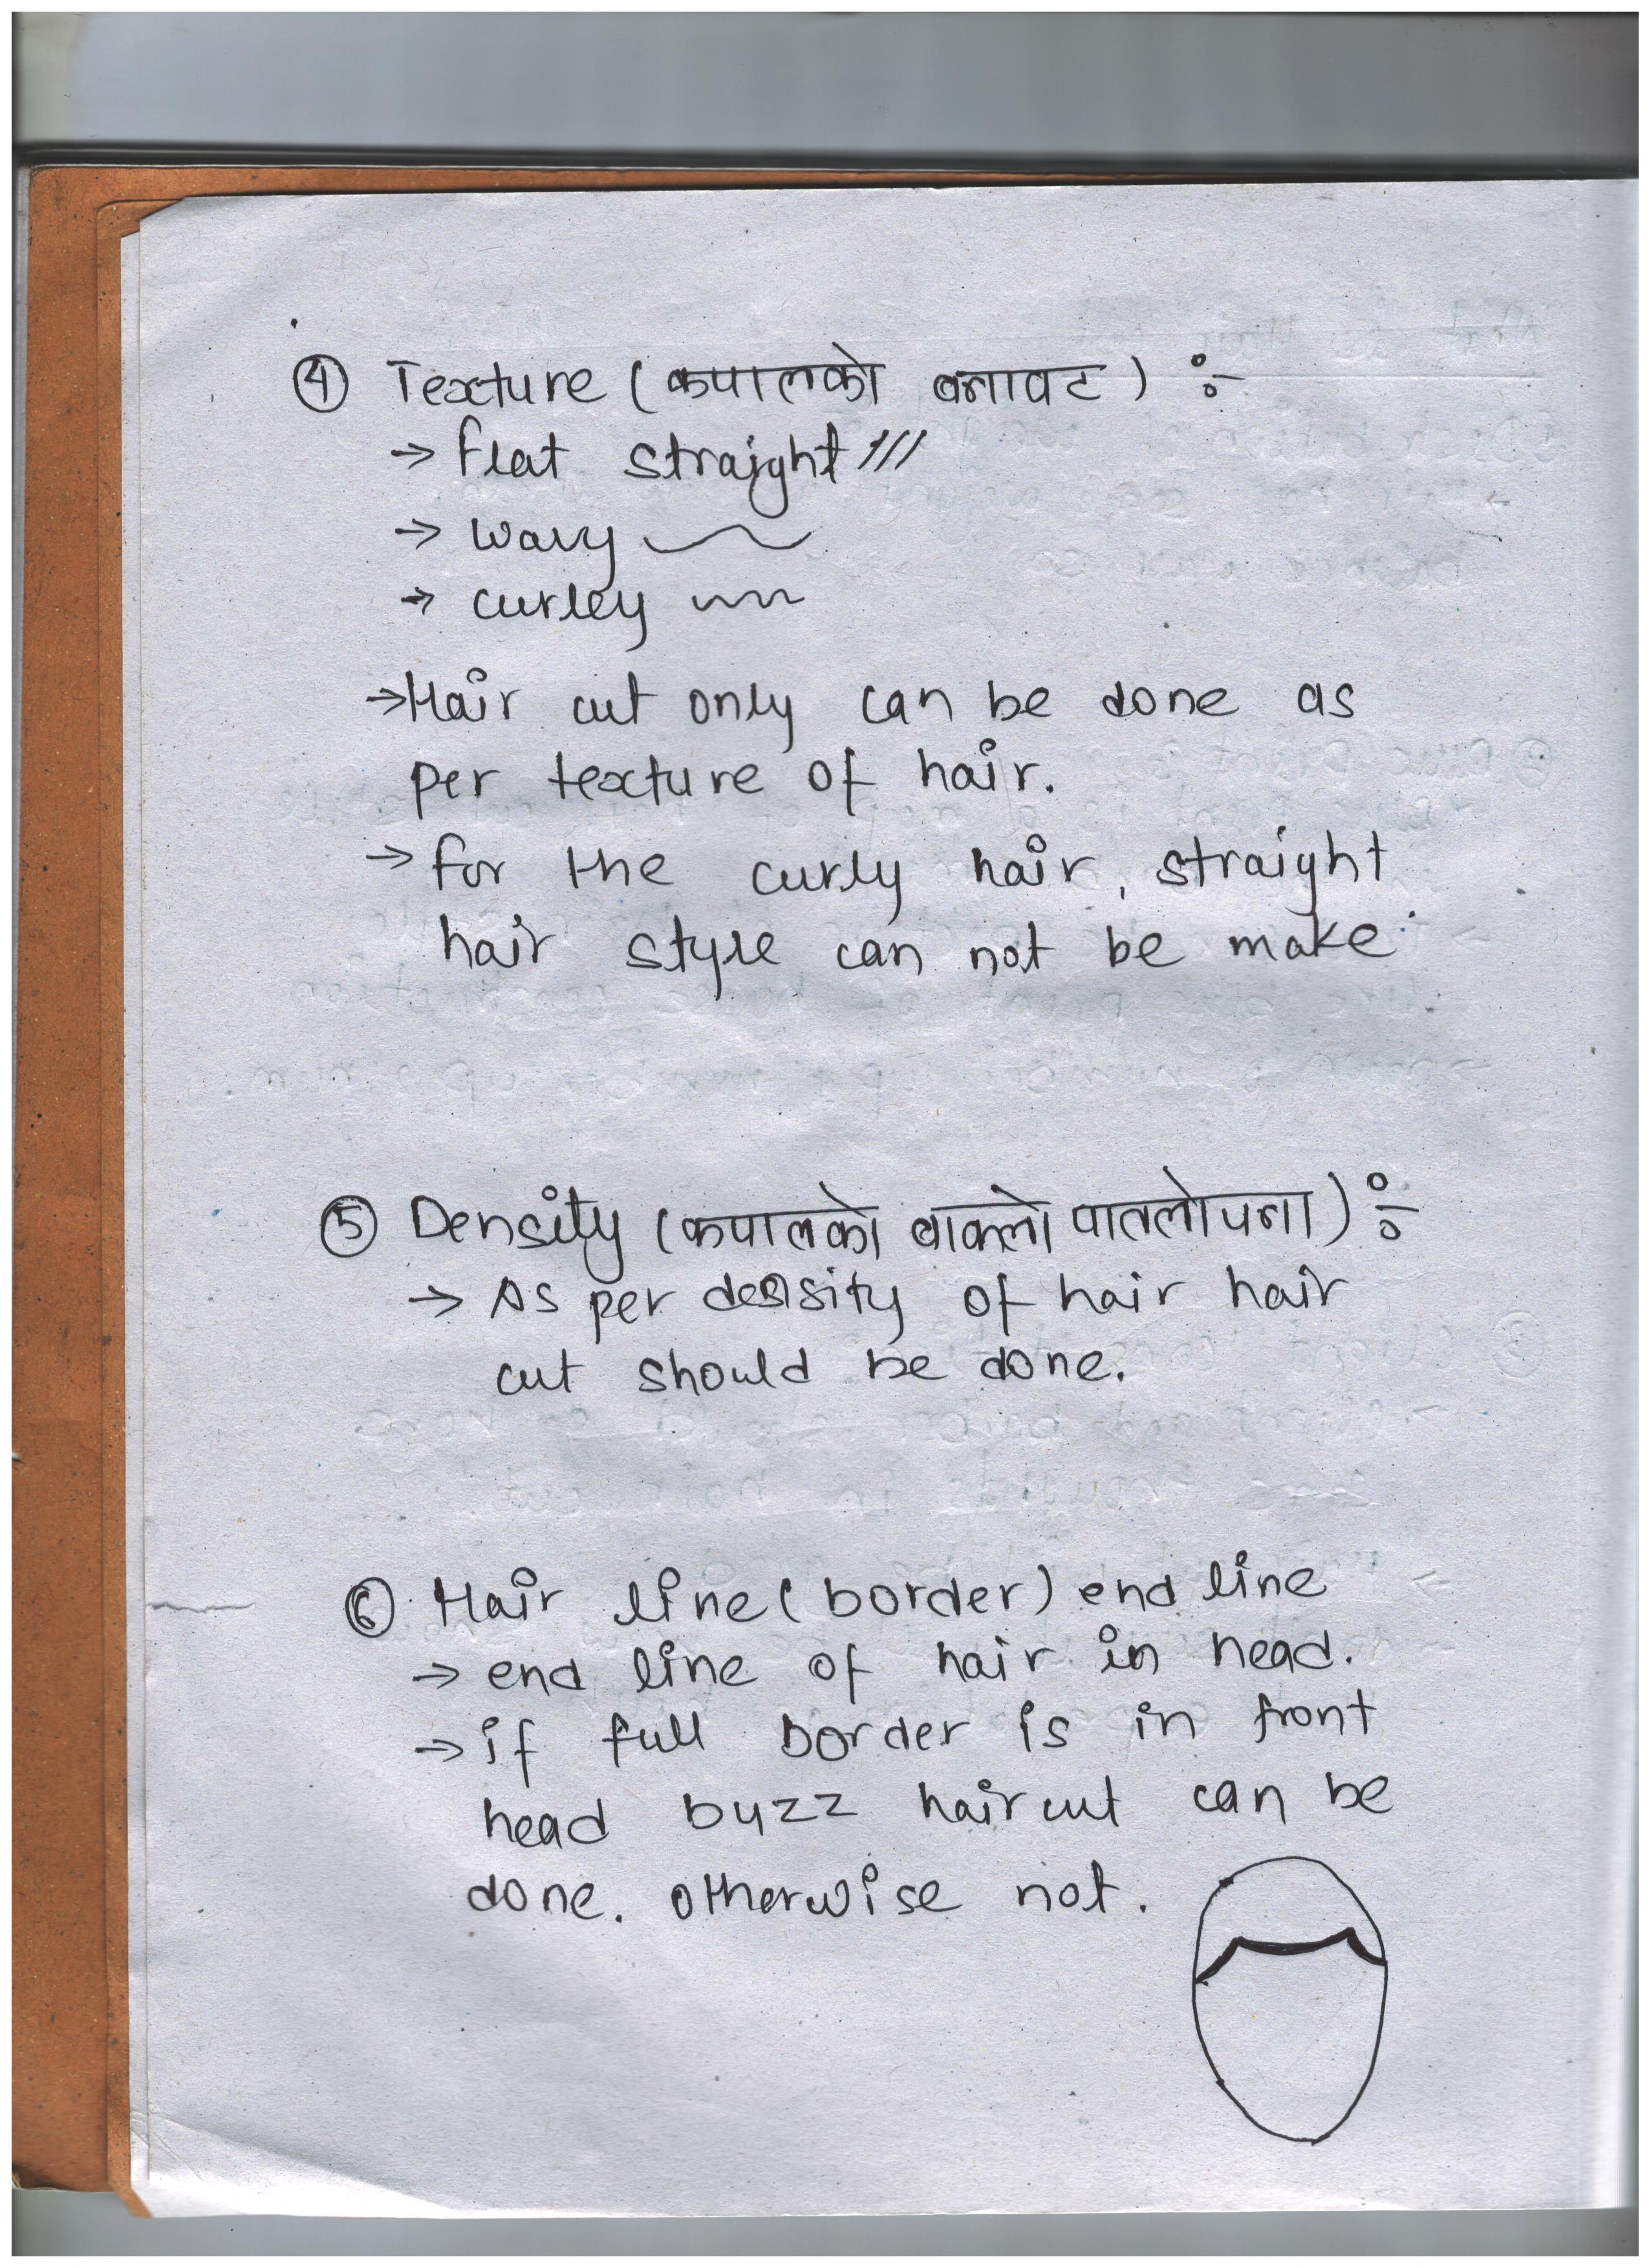 ④ Texture (कपालको बनावट) :-
→ flat straight ///
→ wavy
→ curley
→ Hair cut only can be done as
per texture of hair.
→ for the curly hair, straight
hair style can not be make.
⑤ Density (कपालको बाक्लो पातलोपना) :-
→ As per density of hair hair
cut should be done.
⑥ Hair line (border) end line
→ end line of hair in head.
→ if full border is in front
head buzz haircut can be
done. otherwise not.